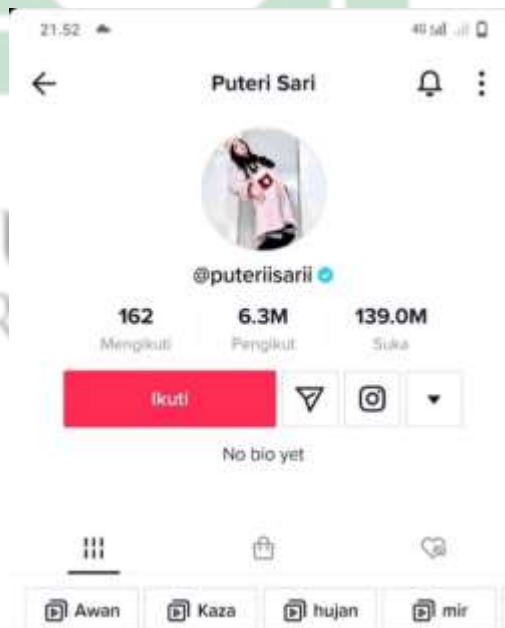 21.52
Puteri Sari
@puteriisarii
162 6.3M 139.0M
Mengikuti Pengikut Suka
Ikuti
No bio yet
Awan Kaza hujan mir